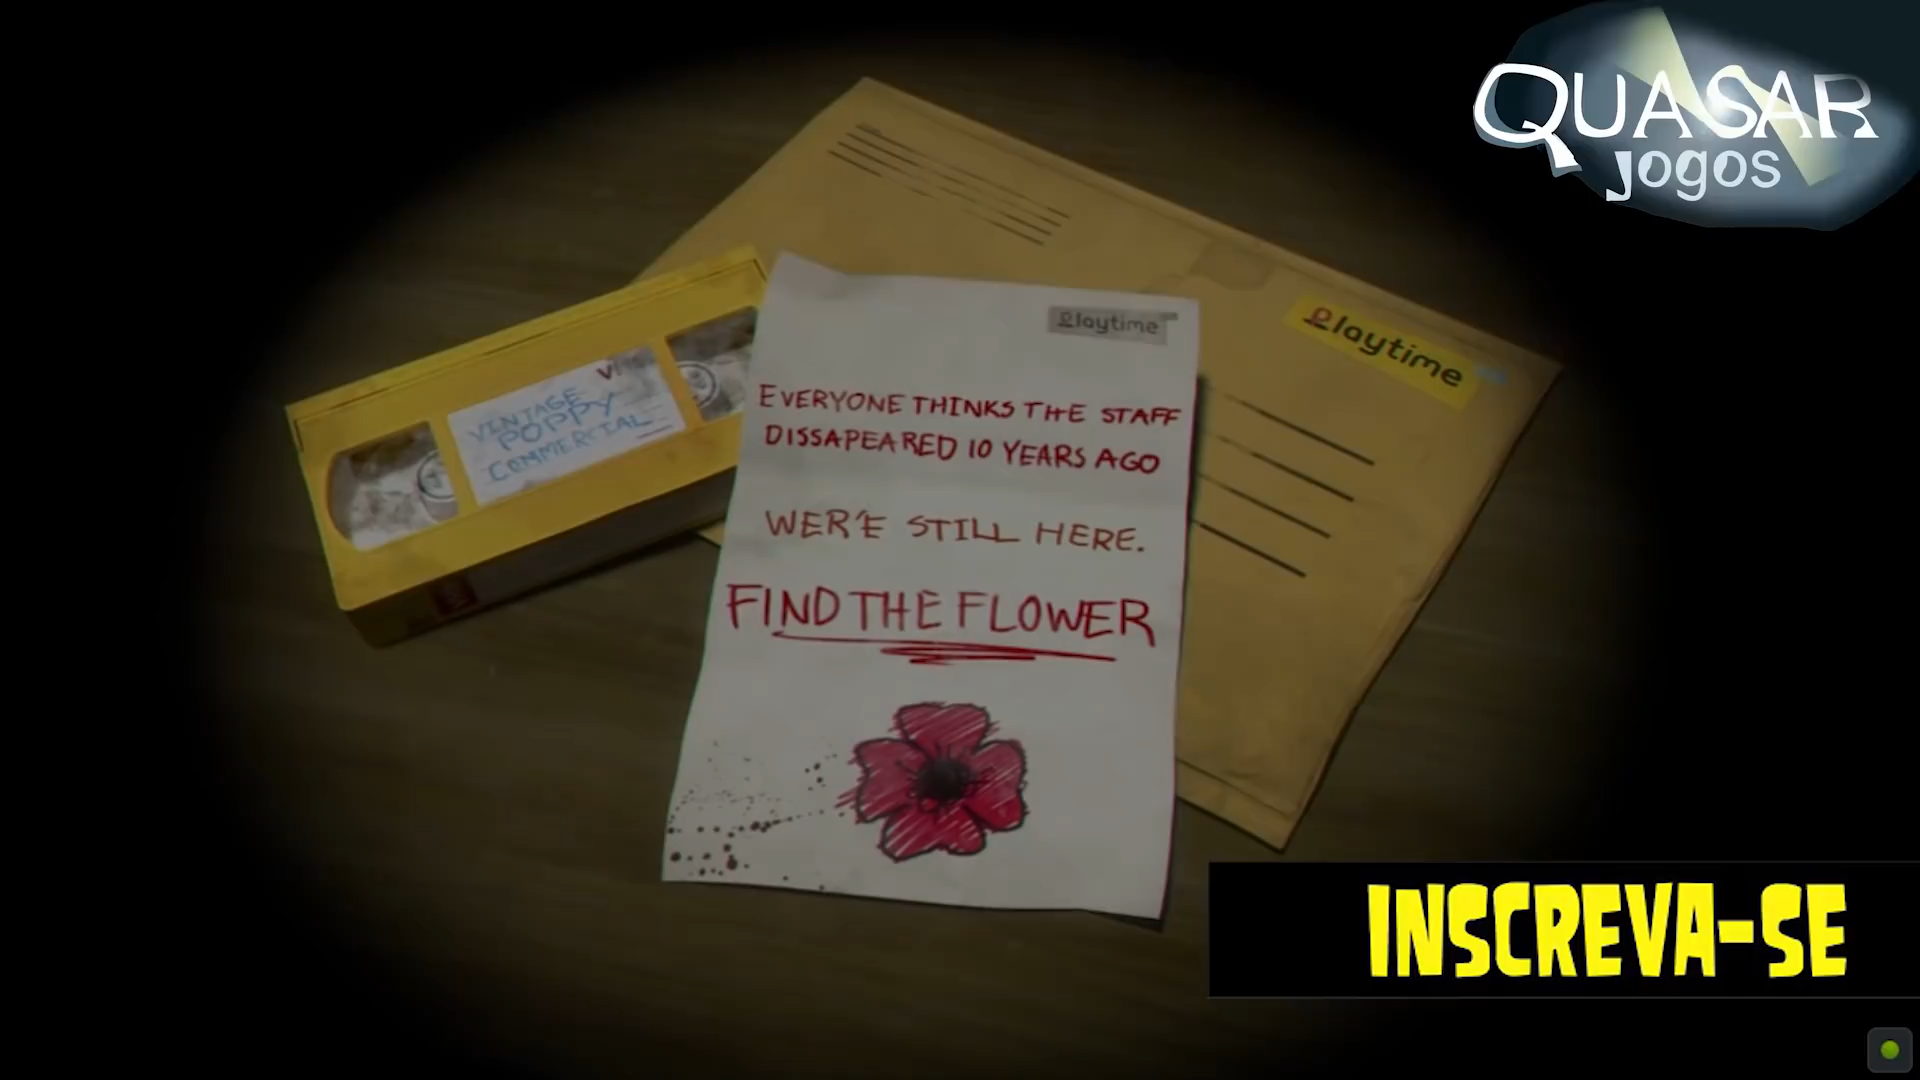 QUASAR
jogos
Playtime
Playtime
VINTAGE
POPPY
COMMERCIAL
EVERYONE THINKS THE STAFF
DISSAPEARED 10 YEARS AGO
WER'E STILL HERE.
FIND THE FLOWER
INSCREVA-SE